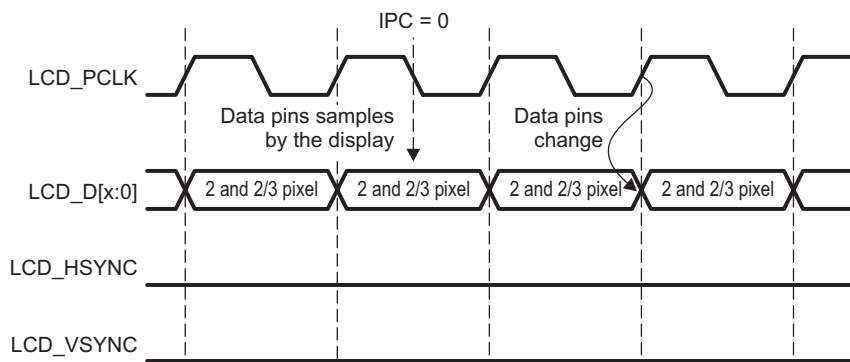 IPC = 0
LCD_PCLK
Data pins samples
by the display
Data pins
change
LCD_D[x:0]
2 and 2/3 pixel
2 and 2/3 pixel
2 and 2/3 pixel
2 and 2/3 pixel
LCD_HSYNC
LCD_VSYNC